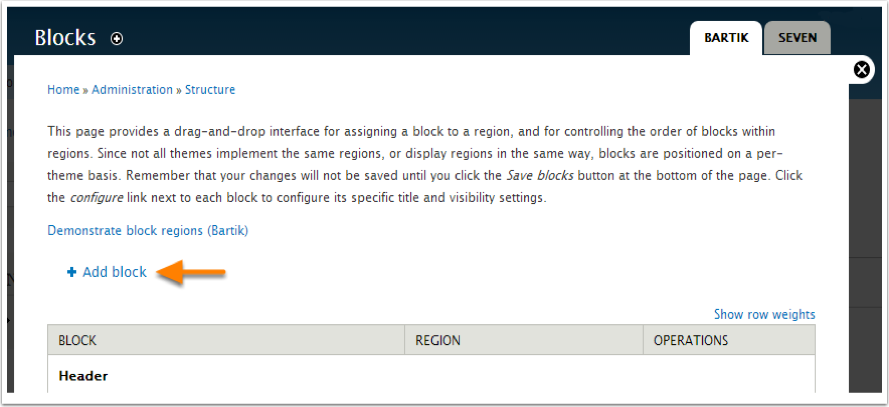 Blocks
BARTIK
SEVEN
Home » Administration » Structure
This page provides a drag-and-drop interface for assigning a block to a region, and for controlling the order of blocks within
regions. Since not all themes implement the same regions, or display regions in the same way, blocks are positioned on a per-
theme basis. Remember that your changes will not be saved until you click the Save blocks button at the bottom of the page. Click
the configure link next to each block to configure its specific title and visibility settings.
Demonstrate block regions (Bartik)
+ Add block
Show row weights
BLOCK REGION OPERATIONS
Header